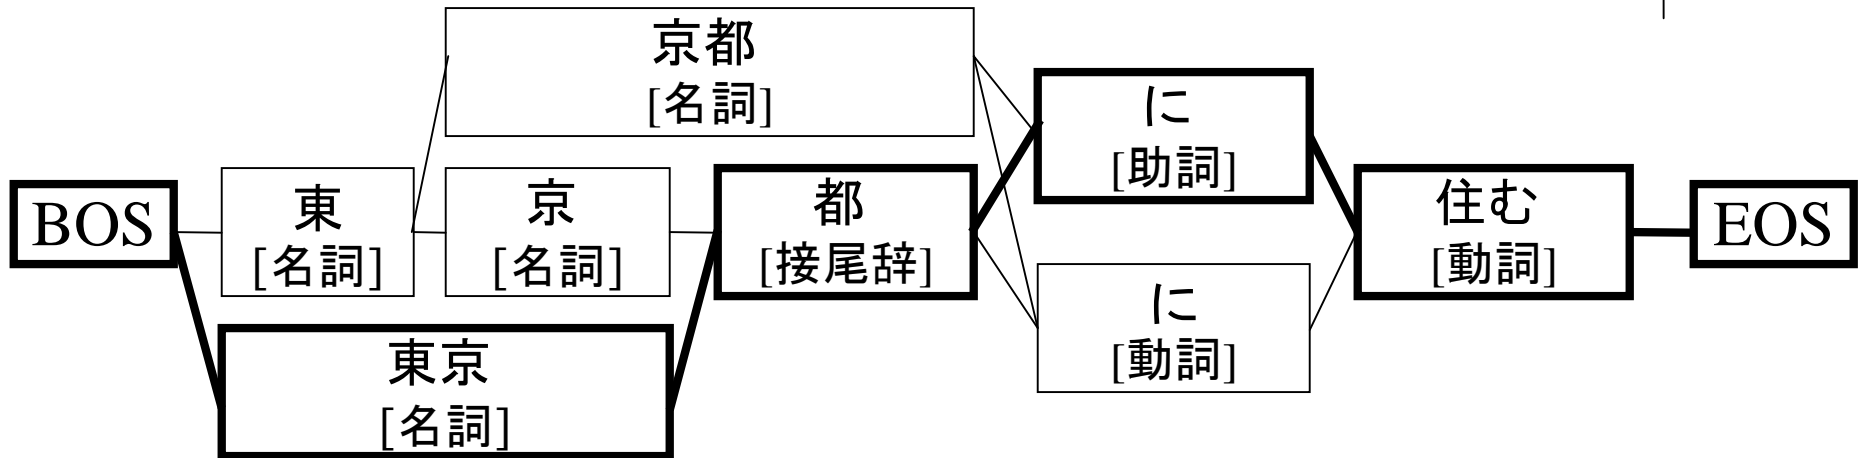 京都
[名詞]
BOS
東
[名詞]
京
[名詞]
東京
[名詞]
都
[接尾辞]
に
[助詞]
に
[動詞]
住む
[動詞]
EOS